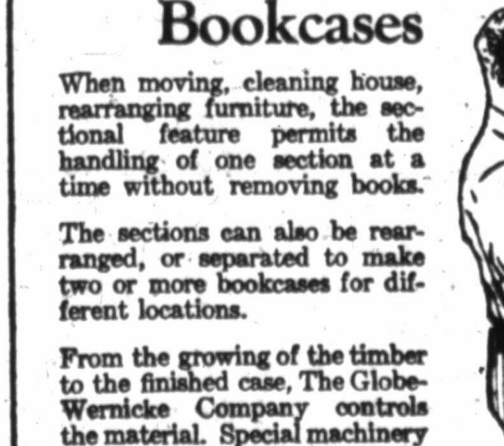 Bookcases
When moving, cleaning house,
rearranging furniture, the sec-
tional feature permits the
handling of one section at a
time without removing books.
The sections can also be rear-
ranged, or separated to make
two or more bookcases for dif-
ferent locations.
From the growing of the timber
to the finished case, The Globe-
Wernicke Company controls
the material. Special machinery